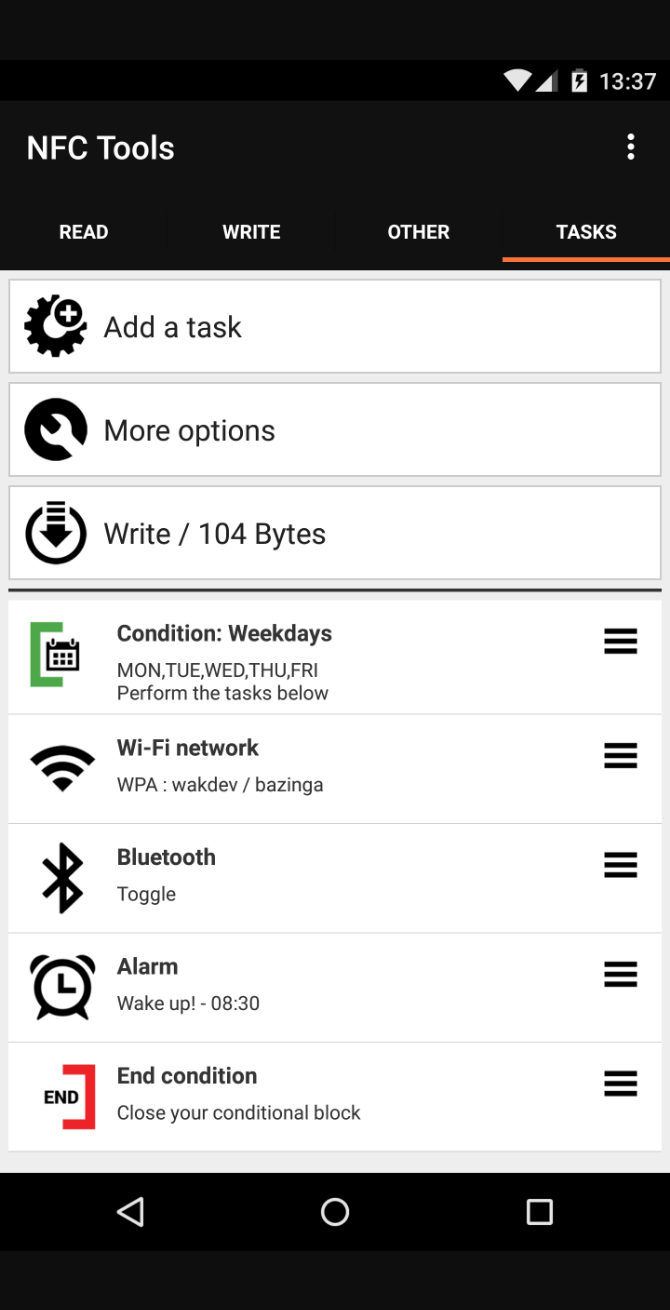 13:37
NFC Tools
READ
WRITE
OTHER
TASKS
Add a task
More options
Write / 104 Bytes
Condition: Weekdays
MON,TUE,WED,THU,FRI
Perform the tasks below
Wi-Fi network
WPA : wakdev / bazinga
Bluetooth
Toggle
Alarm
Wake up! - 08:30
END
End condition
Close your conditional block